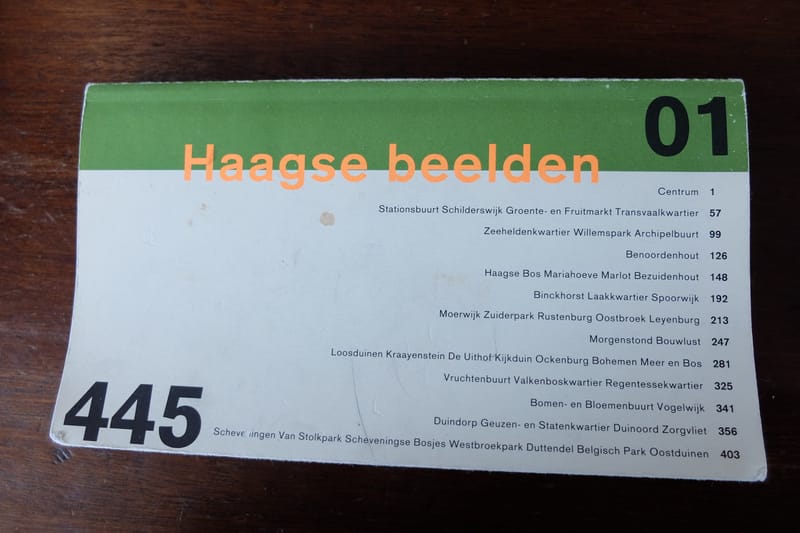 01
Haagse beelden
Centrum 1
Stationsbuurt Schilderswijk Groente- en Fruitmarkt Transvaalkwartier 57
Zeeheldenkwartier Willemspark Archipelbuurt 99
Benoordenhout 126
Haagse Bos Mariahoeve Marlot Bezuidenhout 148
Binckhorst Laakkwartier Spoorwijk 192
Moerwijk Zuiderpark Rustenburg Oostbroek Leyenburg 213
Morgenstond Bouwlust 247
Loosduinen Kraayenstein De Uithof Kijkduin Ockenburg Bohemen Meer en Bos 281
Vruchtenbuurt Valkenboskwartier Regentessekwartier 325
Bomen- en Bloemenbuurt Vogelwijk 341
Duindorp Geuzen- en Statenkwartier Duinoord Zorgvliet 356
Scheveningen Van Stolkpark Scheveningse Bosjes Westbroekpark Duttendel Belgisch Park Oostduinen 403
445